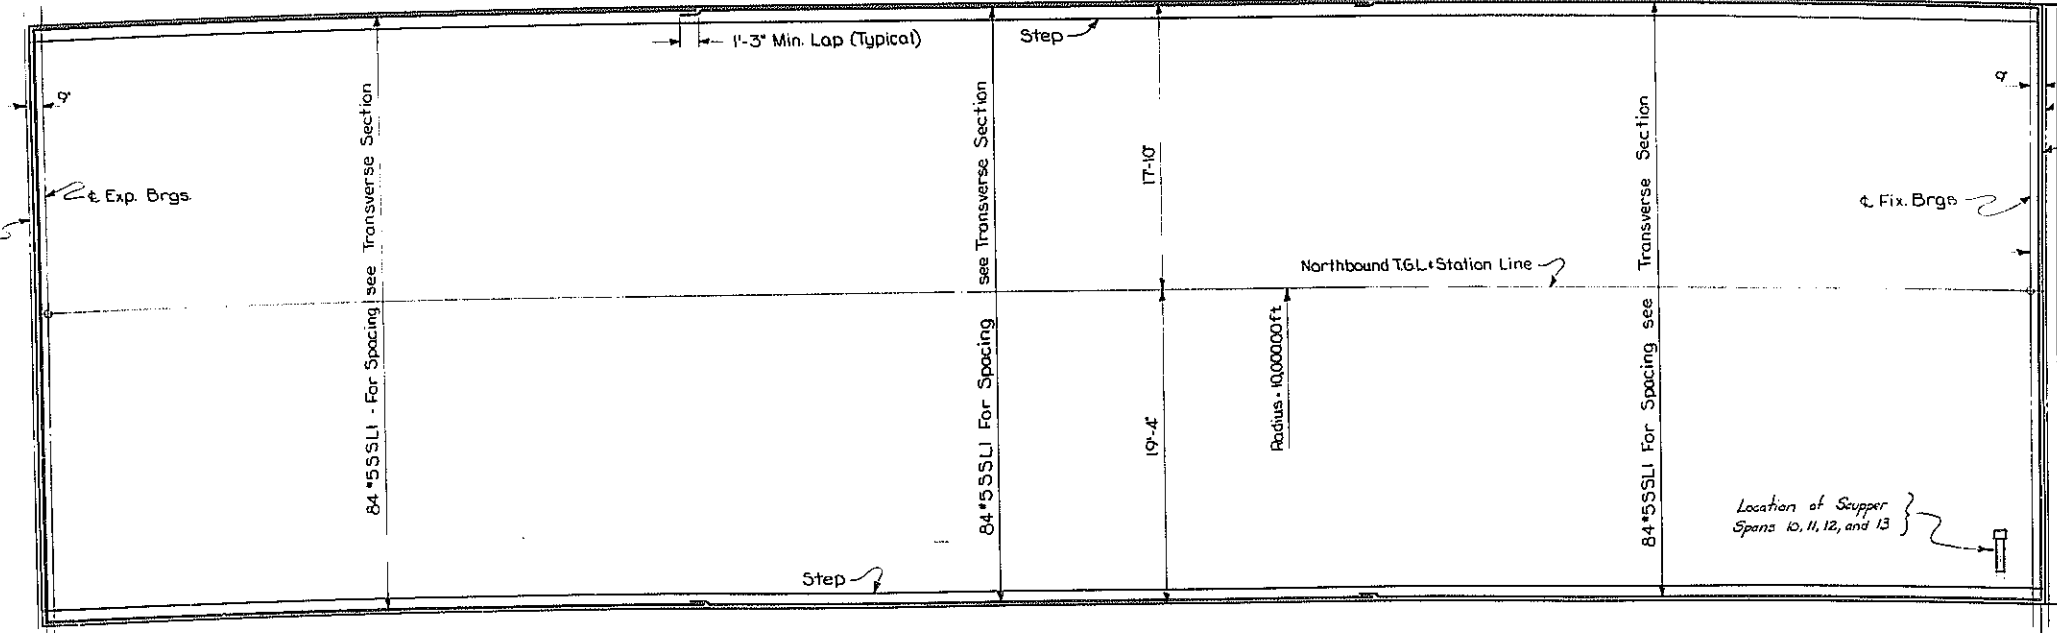 1'-3" Min. Lap (Typical)
Step
9"
9"
84 #5SSL1 - For Spacing see Transverse Section
84 #5SSL1 For Spacing see Transverse Section
84 #5SSL1 For Spacing see Transverse Section
17'-10"
℄ Exp. Brgs.
℄ Fix. Brgs
Northbound T.G.L. & Station Line
Radius = 10,000.00ft
19'-4"
Location of Scupper
Spans 10, 11, 12, and 13
Step